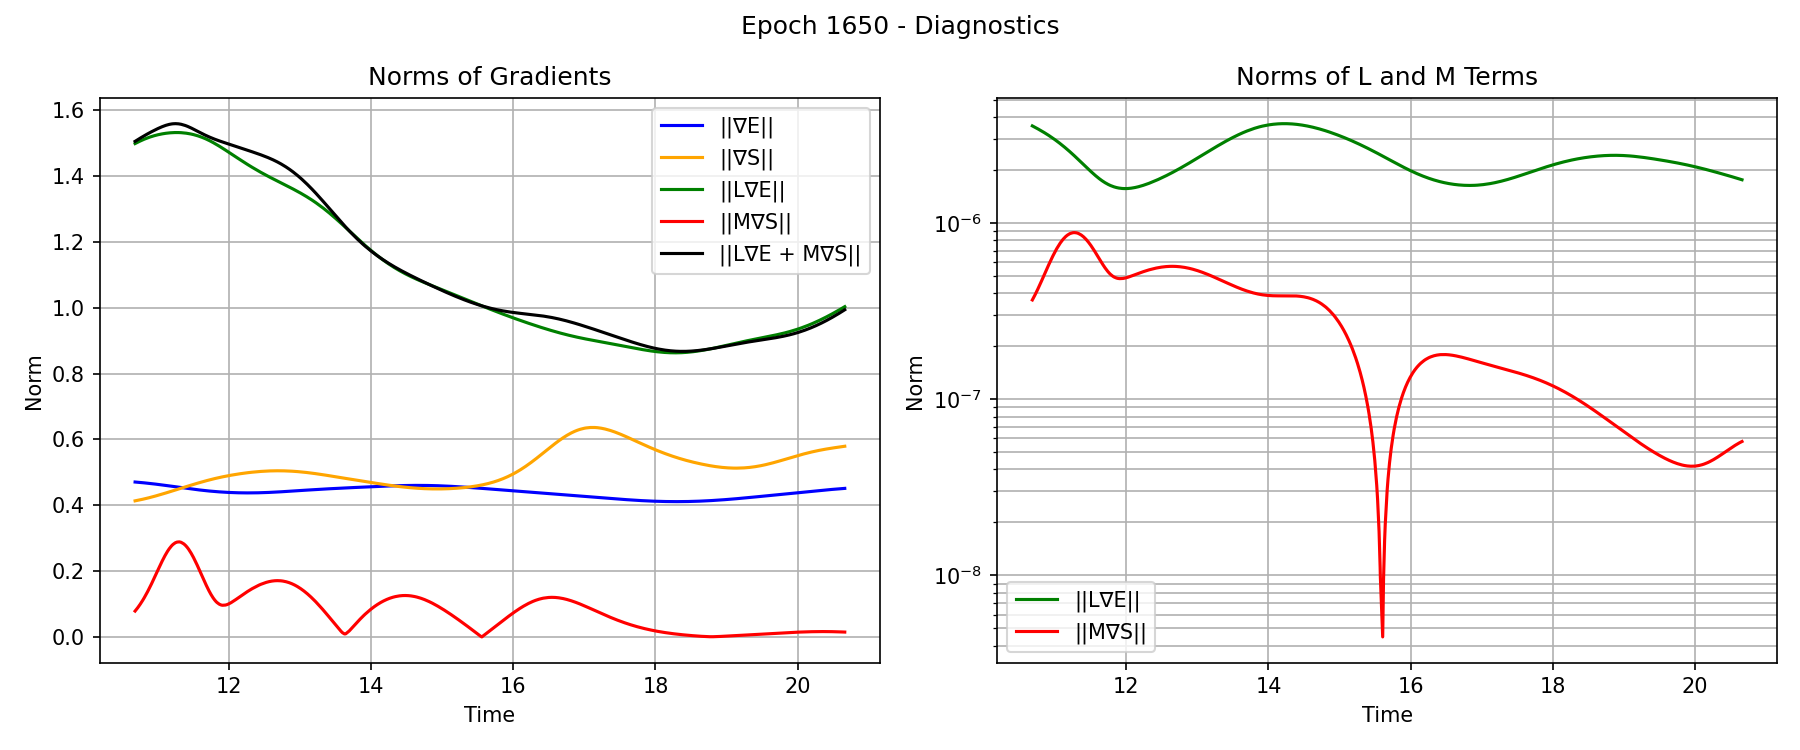 Epoch 1650 - Diagnostics
Norms of Gradients
Norm
1.6
1.4
1.2
1.0
0.8
0.6
0.4
0.2
0.0
||∇E||
||∇S||
||L∇E||
||M∇S||
||L∇E + M∇S||
12
14
16
18
20
Time
Norms of L and M Terms
Norm
10⁻⁶
10⁻⁷
10⁻⁸
||L∇E||
||M∇S||
12
14
16
18
20
Time